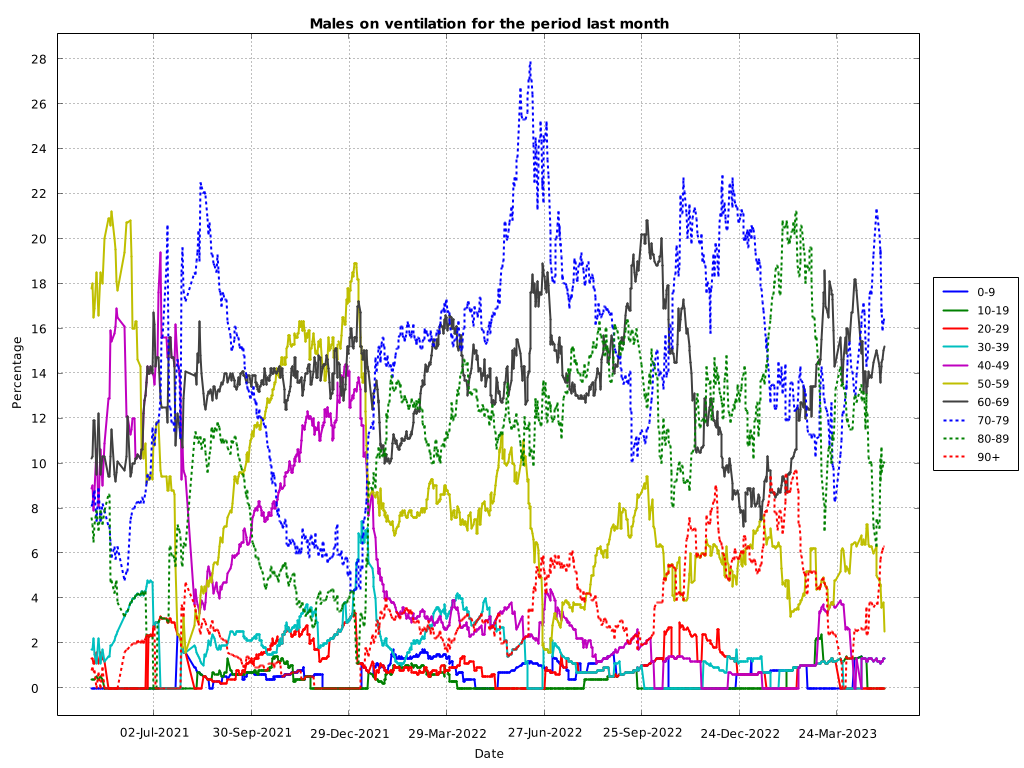 Males on ventilation for the period last month
Percentage
28
26
24
22
20
18
16
14
12
10
8
6
4
2
0
02-Jul-2021
30-Sep-2021
29-Dec-2021
29-Mar-2022
27-Jun-2022
25-Sep-2022
24-Dec-2022
24-Mar-2023
Date
0-9
10-19
20-29
30-39
40-49
50-59
60-69
70-79
80-89
90+